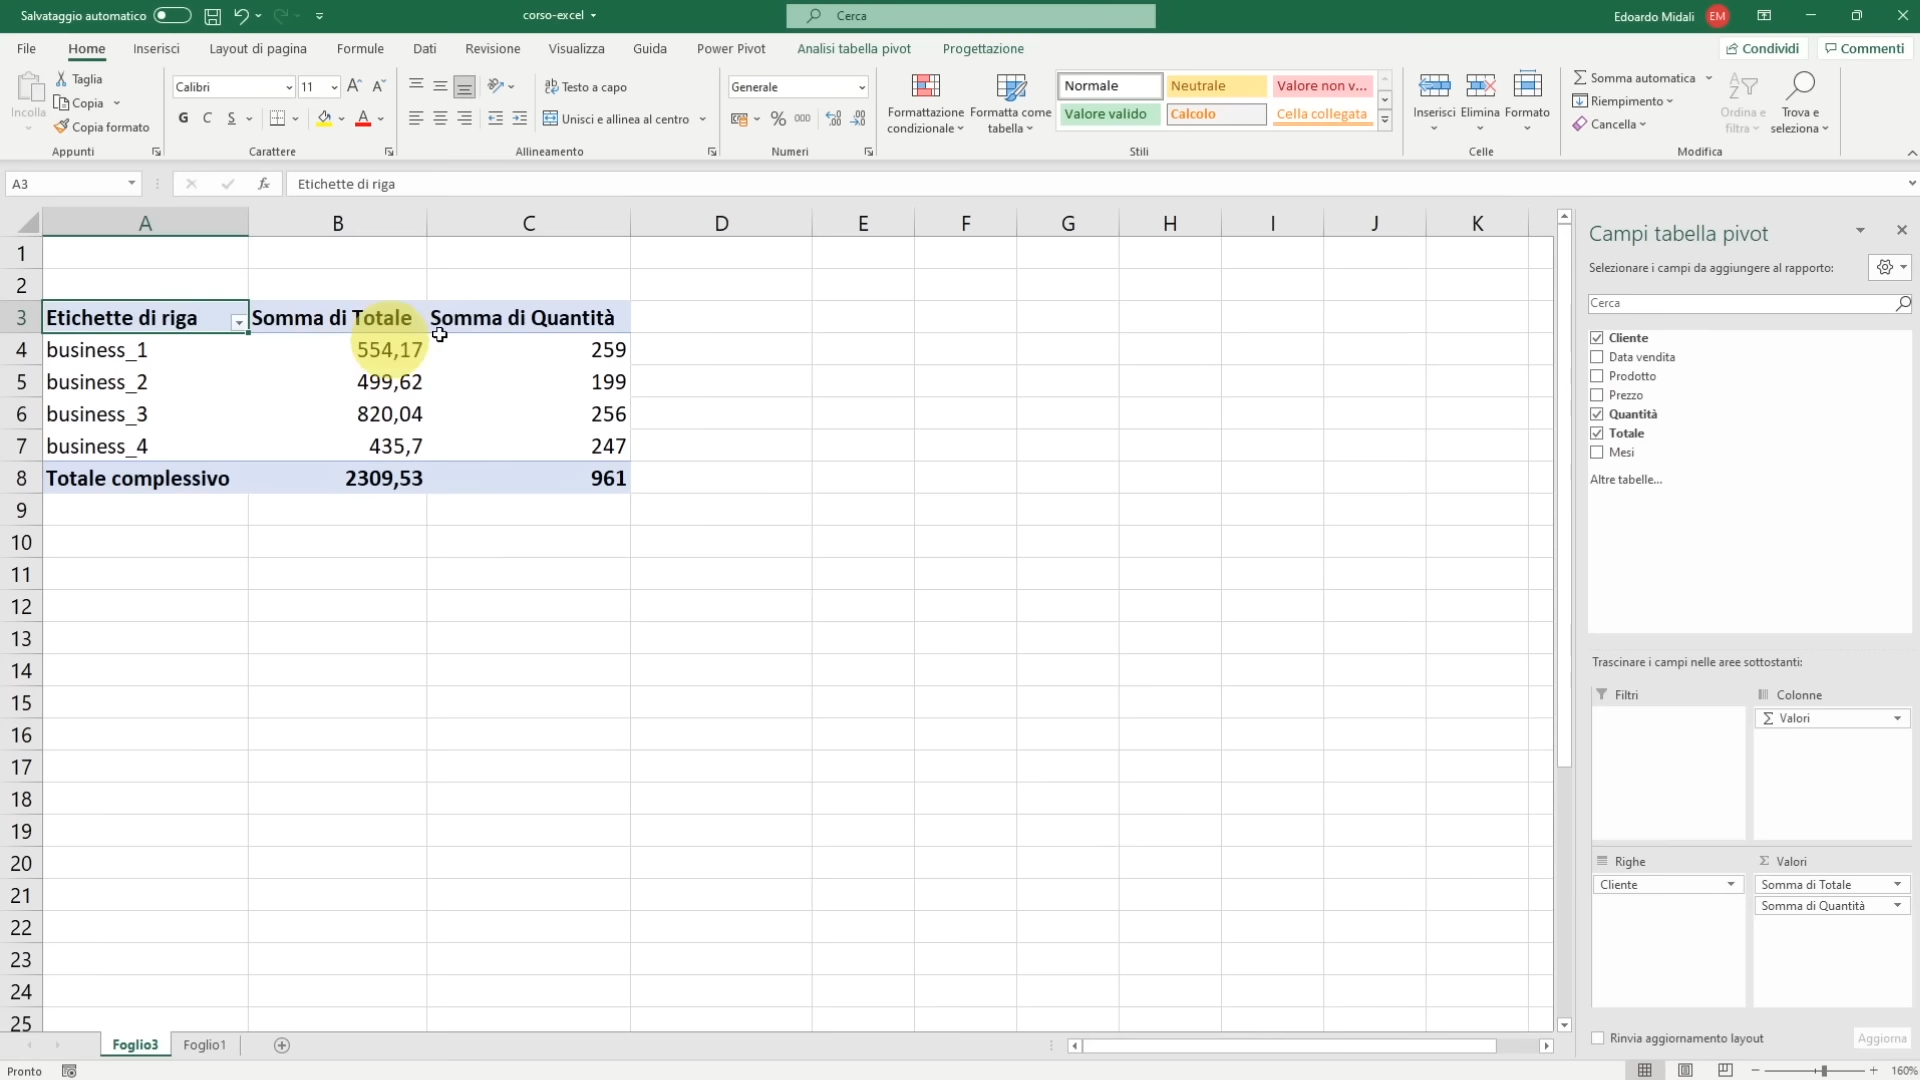 Salvataggio automatico
corso-excel
Cerca
Edoardo Midali EM
File Home Inserisci Layout di pagina Formule Dati Revisione Visualizza Guida Power Pivot Analisi tabella pivot Progettazione Condividi Commenti
Incolla
Taglia
Copia
Copia formato
Appunti
Calibri 11
G C S
Carattere
Testo a capo
Unisci e allinea al centro
Allineamento
Generale
% 000
Numeri
Formattazione condizionale
Formatta come tabella
Normale Neutrale Valore non v...
Valore valido Calcolo Cella collegata
Stili
Inserisci Elimina Formato
Celle
Somma automatica
Riempimento
Cancella
Ordina e filtra
Trova e seleziona
Modifica
A3 fx Etichette di riga
A B C D E F G H I J K
1
2
3 Etichette di riga Somma di Totale Somma di Quantità
4 business_1 554,17 259
5 business_2 499,62 199
6 business_3 820,04 256
7 business_4 435,7 247
8 Totale complessivo 2309,53 961
9
10
11
12
13
14
15
16
17
18
19
20
21
22
23
24
25
Campi tabella pivot
Selezionare i campi da aggiungere al rapporto:
Cerca
Cliente
Data vendita
Prodotto
Prezzo
Quantità
Totale
Mesi
Altre tabelle...
Trascinare i campi nelle aree sottostanti:
Filtri Colonne
Σ Valori
Righe Σ Valori
Cliente Somma di Totale
Somma di Quantità
Rinvia aggiornamento layout Aggiorna
Foglio3 Foglio1
Pronto 160%